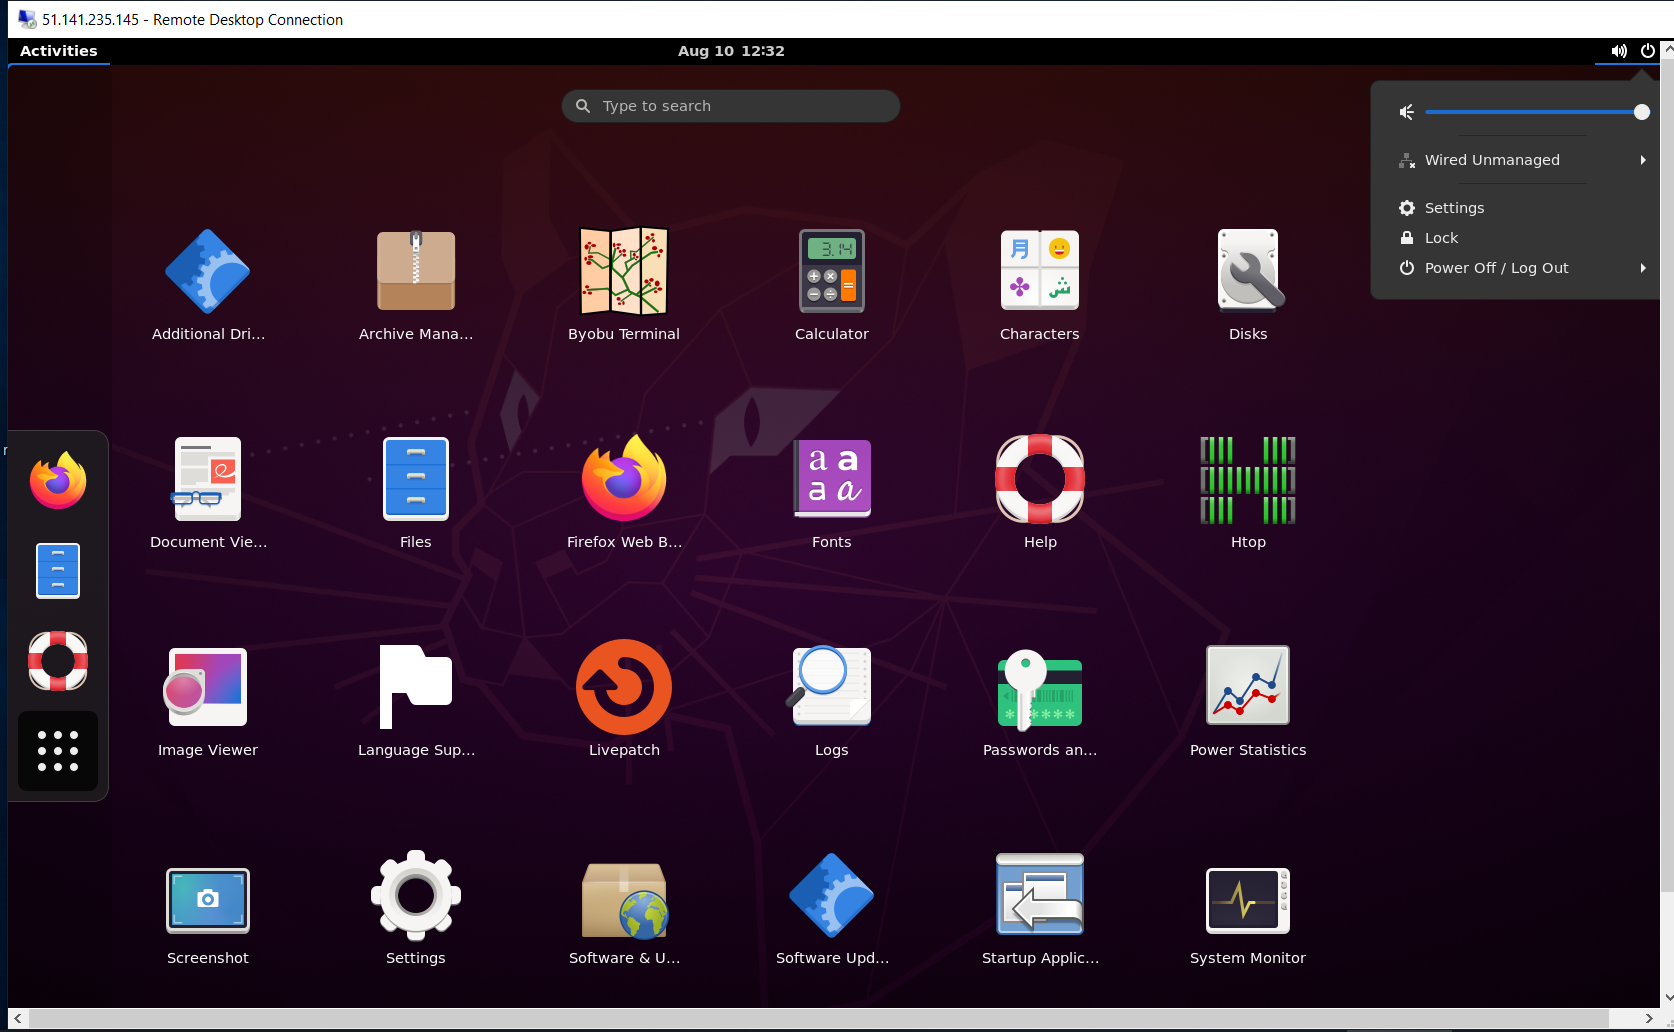 51.141.235.145 - Remote Desktop Connection
Activities
Aug 10 12:32
Type to search
Wired Unmanaged
Settings
Lock
Power Off / Log Out
3.14
月
ش
Additional Dri...
Archive Mana...
Byobu Terminal
Calculator
Characters
Disks
a a
a a
Document Vie...
Files
Firefox Web B...
Fonts
Help
Htop
* ****
Image Viewer
Language Sup...
Livepatch
Logs
Passwords an...
Power Statistics
Screenshot
Settings
Software & U...
Software Upd...
Startup Applic...
System Monitor